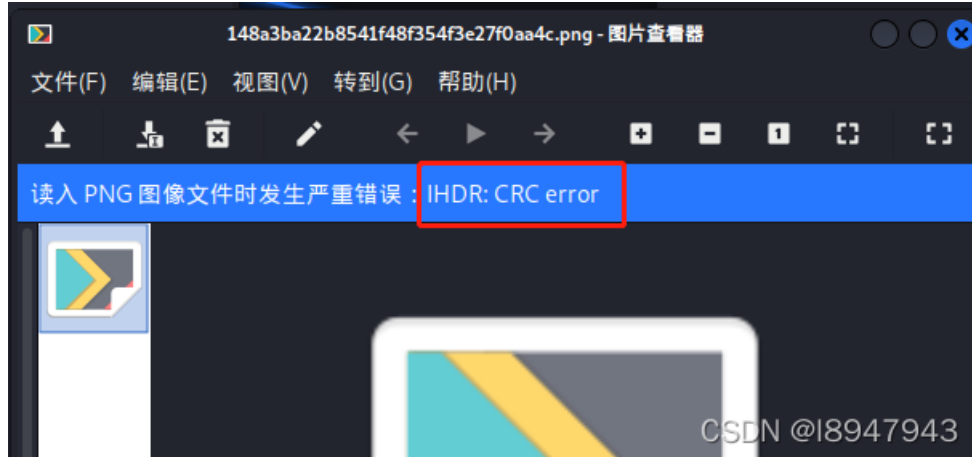 148a3ba22b8541f48f354f3e27f0aa4c.png - 图片查看器
文件(F) 编辑(E) 视图(V) 转到(G) 帮助(H)
1
读入 PNG 图像文件时发生严重错误：IHDR: CRC error
CSDN @l8947943